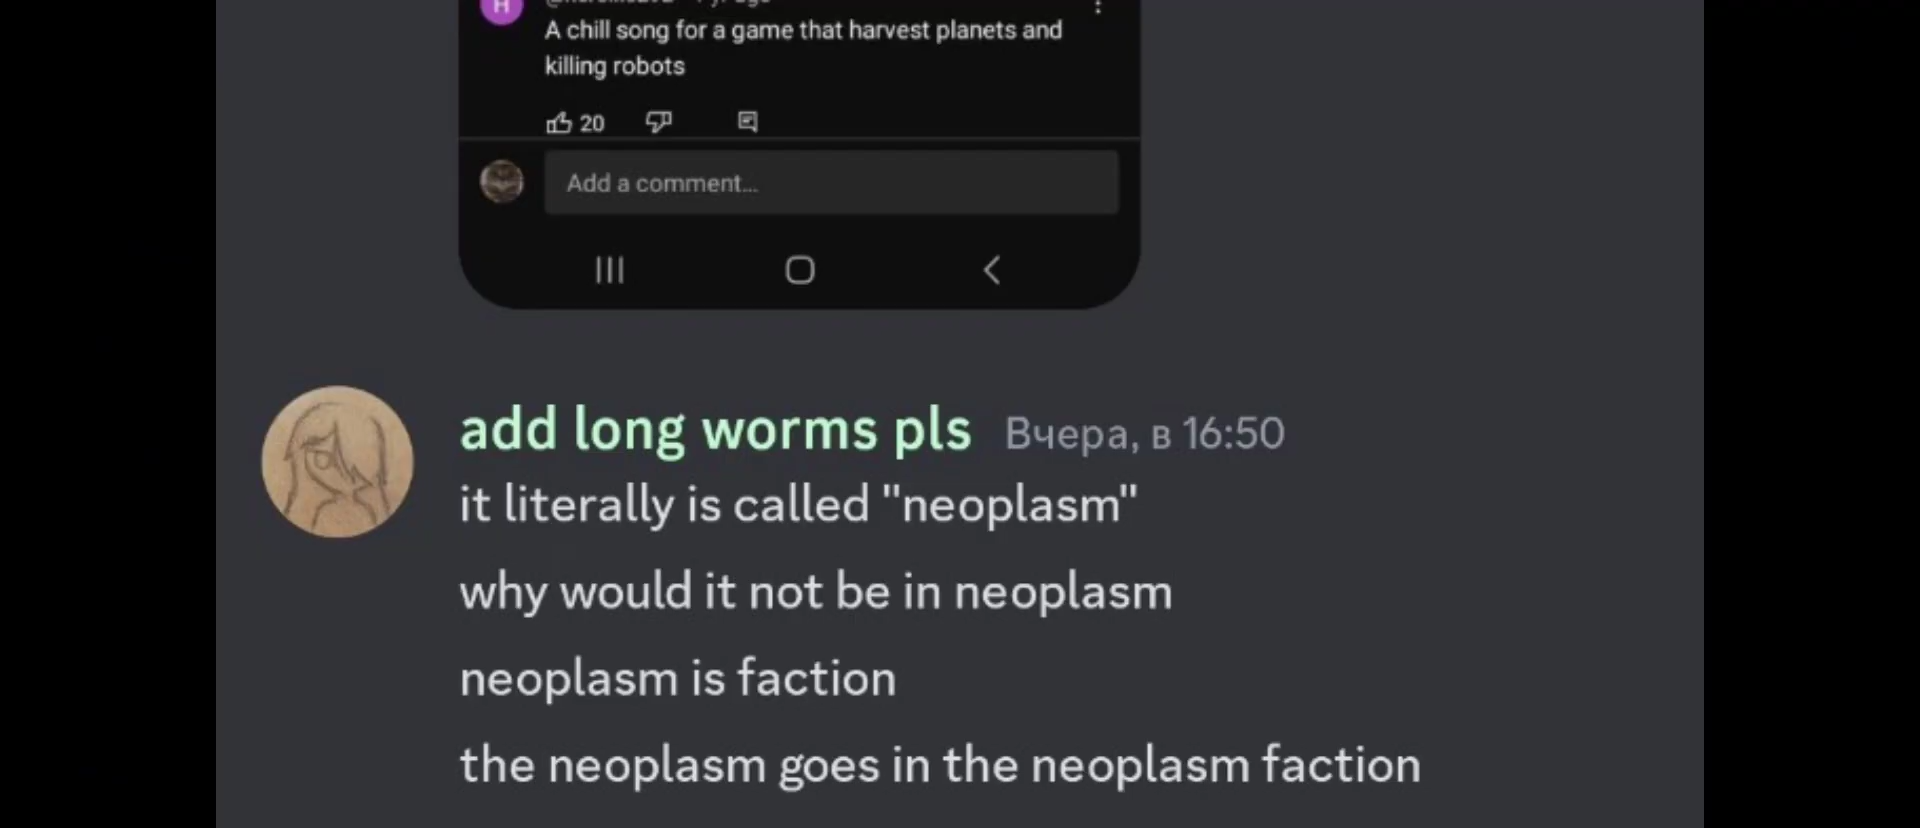 H
A chill song for a game that harvest planets and
killing robots
20
Add a comment...
add long worms pls Вчера, в 16:50
it literally is called "neoplasm"
why would it not be in neoplasm
neoplasm is faction
the neoplasm goes in the neoplasm faction